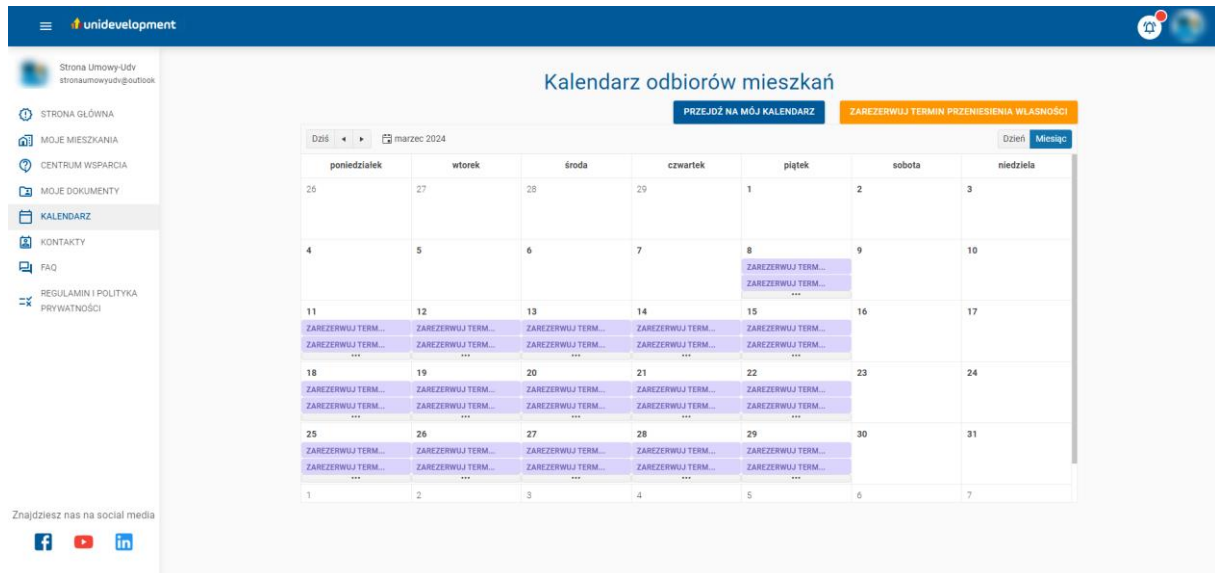 unidevelopment
Strona Umowy-Udv
stronaumowyudv@outlook
STRONA GŁÓWNA
MOJE MIESZKANIA
CENTRUM WSPARCIA
MOJE DOKUMENTY
KALENDARZ
KONTAKTY
FAQ
REGULAMIN I POLITYKA
PRYWATNOŚCI
Znajdziesz nas na social media
Kalendarz odbiorów mieszkań
PRZEJDŹ NA MÓJ KALENDARZ ZAREZERWUJ TERMIN PRZENIESIENIA WŁASNOŚCI
Dziś marzec 2024 Dzień Miesiąc
poniedziałek wtorek środa czwartek piątek sobota niedziela
26 27 28 29 1 2 3
4 5 6 7 8 9 10
ZAREZERWUJ TERM...
ZAREZERWUJ TERM...
•••
11 12 13 14 15 16 17
ZAREZERWUJ TERM... ZAREZERWUJ TERM... ZAREZERWUJ TERM... ZAREZERWUJ TERM... ZAREZERWUJ TERM...
ZAREZERWUJ TERM... ZAREZERWUJ TERM... ZAREZERWUJ TERM... ZAREZERWUJ TERM... ZAREZERWUJ TERM...
••• ••• ••• ••• •••
18 19 20 21 22 23 24
ZAREZERWUJ TERM... ZAREZERWUJ TERM... ZAREZERWUJ TERM... ZAREZERWUJ TERM... ZAREZERWUJ TERM...
ZAREZERWUJ TERM... ZAREZERWUJ TERM... ZAREZERWUJ TERM... ZAREZERWUJ TERM... ZAREZERWUJ TERM...
••• ••• ••• ••• •••
25 26 27 28 29 30 31
ZAREZERWUJ TERM... ZAREZERWUJ TERM... ZAREZERWUJ TERM... ZAREZERWUJ TERM... ZAREZERWUJ TERM...
ZAREZERWUJ TERM... ZAREZERWUJ TERM... ZAREZERWUJ TERM... ZAREZERWUJ TERM... ZAREZERWUJ TERM...
••• ••• ••• ••• •••
1 2 3 4 5 6 7